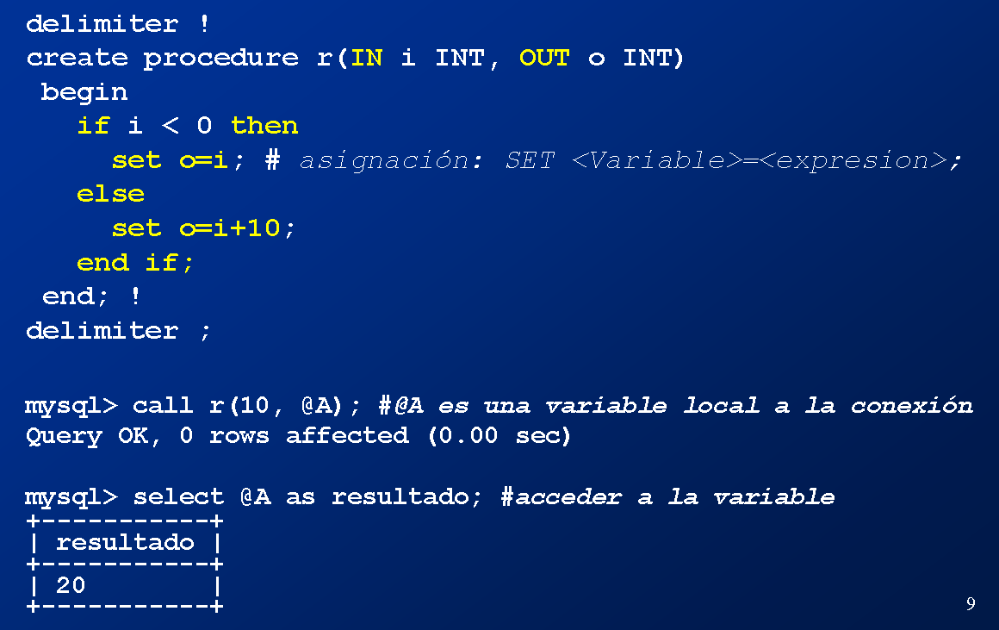 delimiter !
create procedure r(IN i INT, OUT o INT)
begin
if i < 0 then
set o=i; # asignación: SET <Variable>=<expresion>;
else
set o=i+10;
end if;
end; !
delimiter ;
mysql> call r(10, @A); #@A es una variable local a la conexión
Query OK, 0 rows affected (0.00 sec)
mysql> select @A as resultado; #acceder a la variable
+-----------+
| resultado |
+-----------+
| 20        |
+-----------+
9